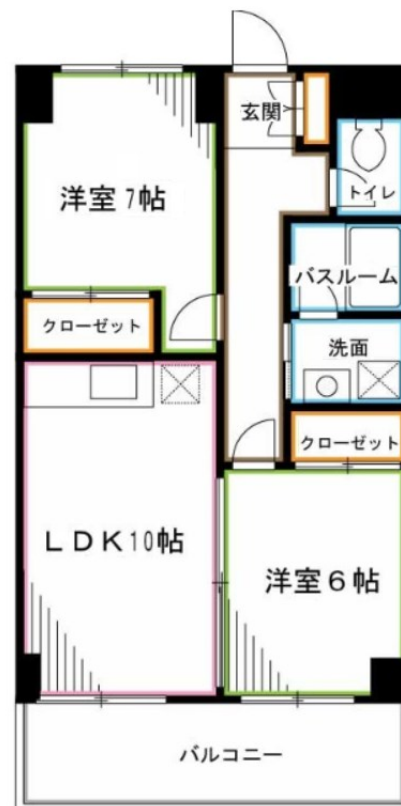 玄関
トイレ
洋室 7帖
バスルーム
クローゼット
洗面
クローゼット
LDK10帖
洋室6帖
バルコニー